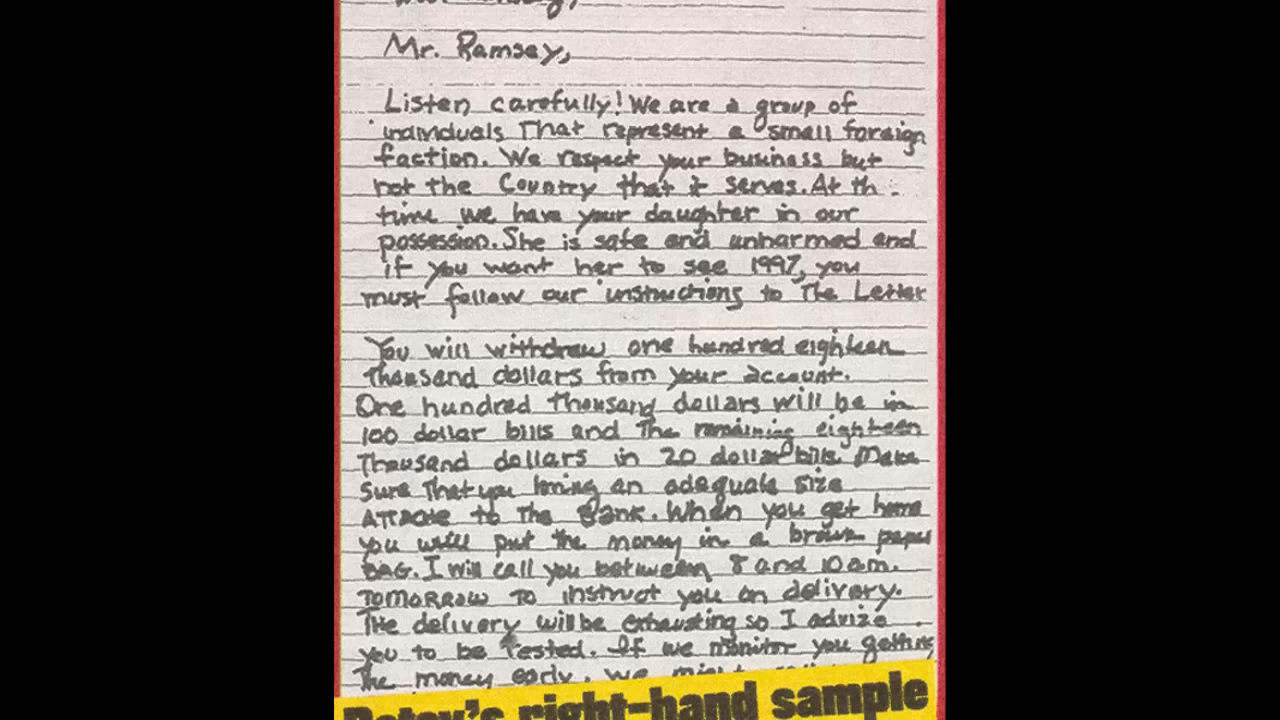 Mr. Ramsey,
Listen carefully! We are a group of
individuals That represent a small foreign
faction. We respect your business but
not the Country that it serves. At th
time we have your daughter in our
possession. She is safe and unharmed and
if you want her to see 1997, you
must follow our instructions to The Letter
You will withdraw one hundred eighteen
Thousand dollars from your account.
One hundred Thousand dollars will be in
100 dollar bills and The remaining eighteen
Thousand dollars in 20 dollar bills. Make
Sure That you bring an adequate size
ATTACHE to The Bank. When you get home
you will put the money in a brown paper
BAG. I will call you between 8 and 10 am.
TOMORROW TO instruct you on delivery.
THe delivery will be exhausting so I advize
you to be rested. If we monitor you getting
The money early, we might
Patsy's right-hand sample